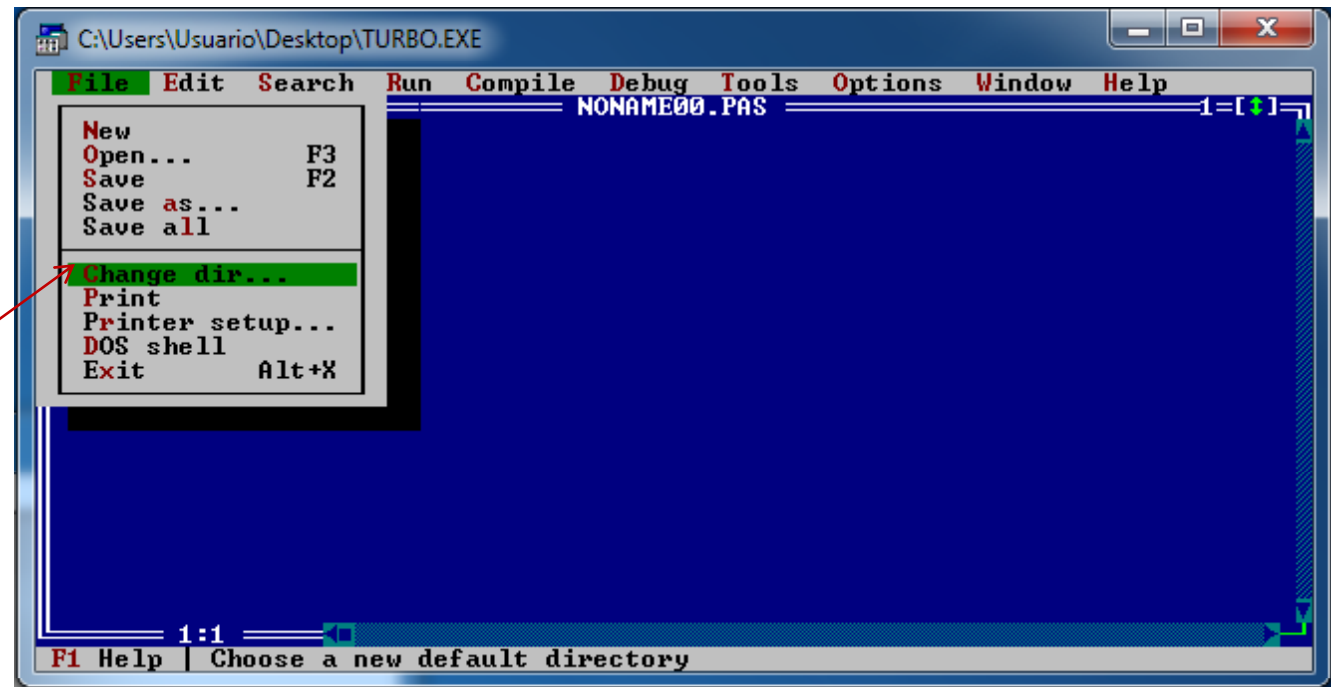 C:\Users\Usuario\Desktop\TURBO.EXE
File Edit Search Run Compile Debug Tools Options Window Help
NONAME00.PAS 1=[↕]
New
Open... F3
Save F2
Save as...
Save all
Change dir...
Print
Printer setup...
DOS shell
Exit Alt+X
1:1
F1 Help | Choose a new default directory